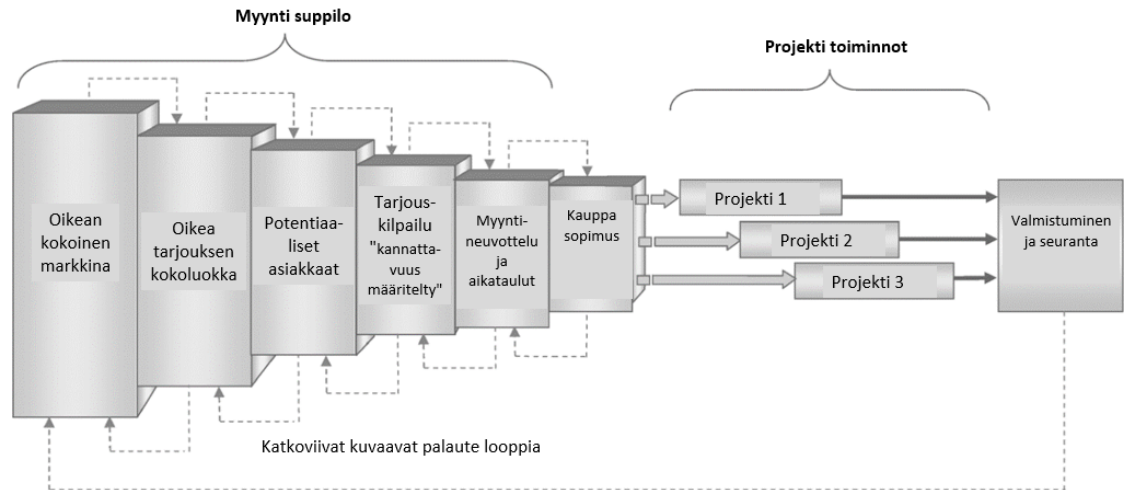 Myynti suppilo
Projekti toiminnot
Oikean
kokoinen
markkina
Oikea
tarjouksen
kokoluokka
Potentiaa-
liset
asiakkaat
Tarjous-
kilpailu
"kannatta-
vuus
määritelty"
Myynti-
neuvottelu
ja
aikataulut
Kauppa
sopimus
Projekti 1
Projekti 2
Projekti 3
Valmistuminen
ja seuranta
Katkoviivat kuvaavat palaute looppia